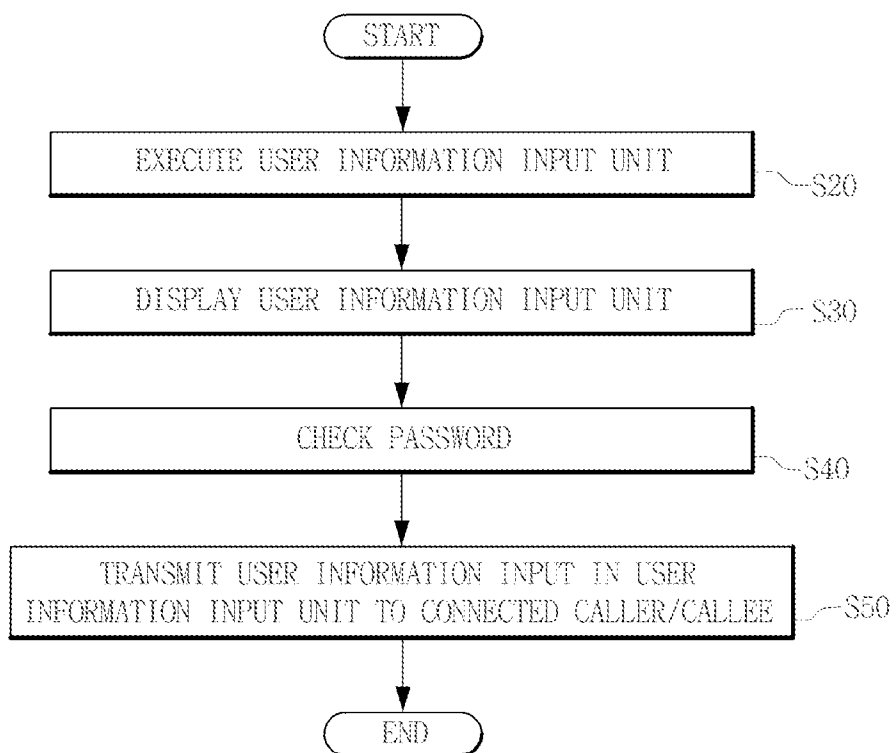 START
EXECUTE USER INFORMATION INPUT UNIT
S20
DISPLAY USER INFORMATION INPUT UNIT
S30
CHECK PASSWORD
S40
TRANSMIT USER INFORMATION INPUT IN USER
INFORMATION INPUT UNIT TO CONNECTED CALLER/CALLEE
S50
END